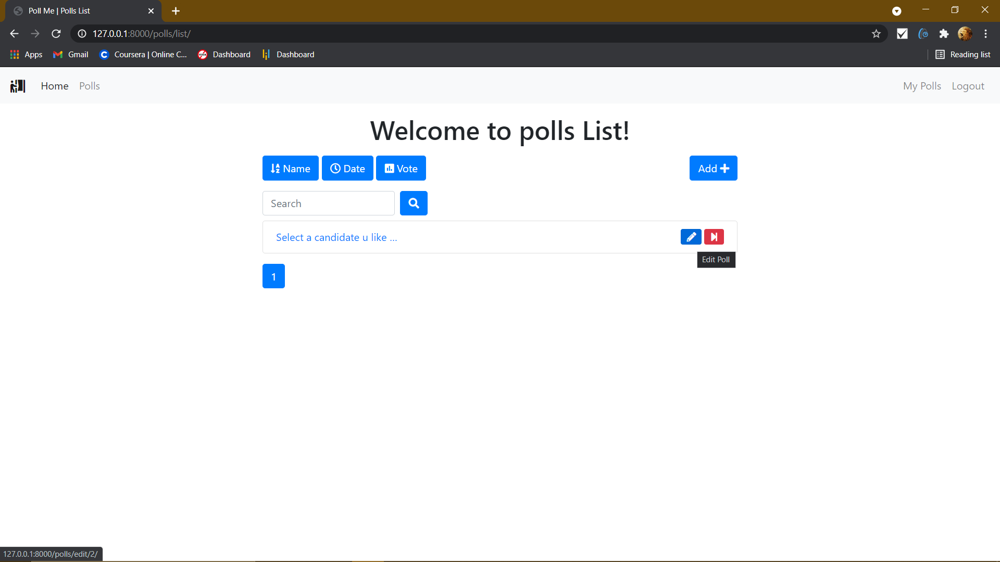 Poll Me | Polls List
127.0.0.1:8000/polls/list/
Apps Gmail Coursera | Online C... Dashboard Dashboard Reading list
Home Polls My Polls Logout
Welcome to polls List!
Name Date Vote Add
Search
Select a candidate u like ...
Edit Poll
1
127.0.0.1:8000/polls/edit/2/